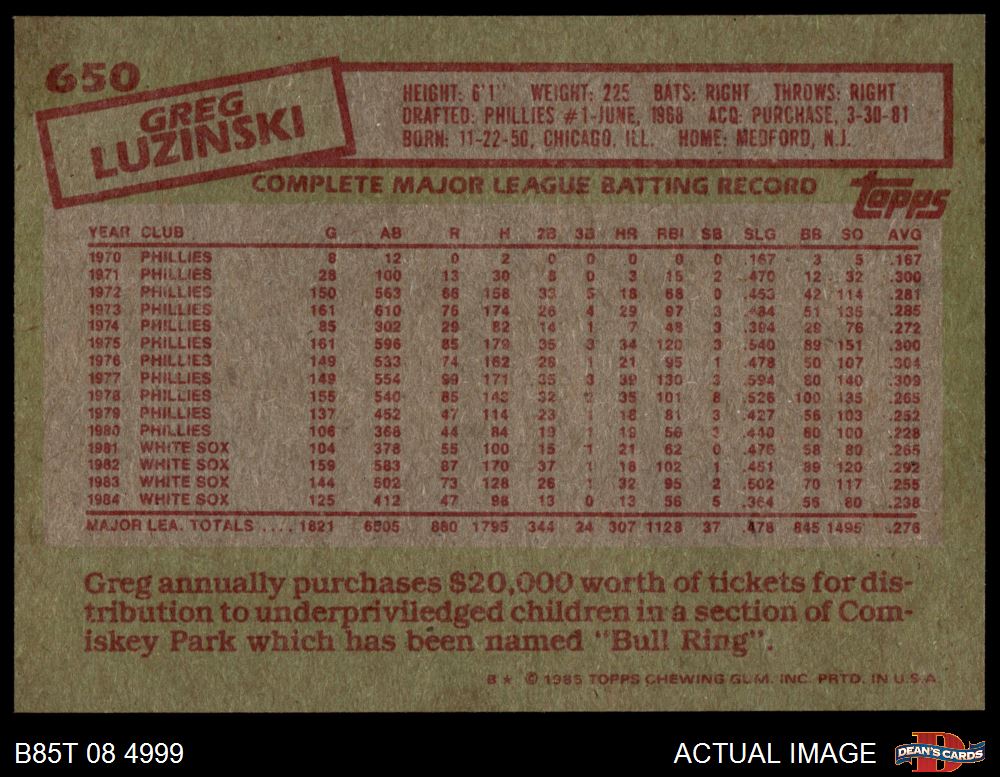 650
GREG
LUZINSKI
HEIGHT: 6'1" WEIGHT: 225 BATS: RIGHT THROWS: RIGHT
DRAFTED: PHILLIES #1-JUNE, 1968 ACQ: PURCHASE, 3-30-81
BORN: 11-22-50, CHICAGO, ILL. HOME: MEDFORD, N.J.
COMPLETE MAJOR LEAGUE BATTING RECORD
Topps
YEAR CLUB G AB R H 2B 3B HR RBI SB SLG BB SO AVG
1970 PHILLIES 8 12 0 2 0 0 0 0 0 .167 3 5 .167
1971 PHILLIES 28 100 13 30 8 0 3 15 2 .470 12 32 .300
1972 PHILLIES 150 563 66 158 33 5 18 68 0 .453 42 114 .281
1973 PHILLIES 161 610 76 174 26 4 29 97 3 .484 51 135 .285
1974 PHILLIES 85 302 29 82 14 1 7 48 3 .394 29 76 .272
1975 PHILLIES 161 596 85 179 35 3 34 120 3 .540 89 151 .300
1976 PHILLIES 149 533 74 162 28 1 21 95 1 .478 50 107 .304
1977 PHILLIES 149 554 99 171 35 3 39 130 3 .594 80 140 .309
1978 PHILLIES 155 540 85 143 32 2 35 101 8 .526 100 135 .265
1979 PHILLIES 137 452 47 114 23 1 18 81 3 .427 56 103 .252
1980 PHILLIES 106 368 44 84 19 1 19 56 3 .440 60 100 .228
1981 WHITE SOX 104 378 55 100 15 1 21 62 0 .476 58 80 .265
1982 WHITE SOX 159 583 87 170 37 1 18 102 1 .451 89 120 .292
1983 WHITE SOX 144 502 73 128 26 1 32 95 2 .502 70 117 .255
1984 WHITE SOX 125 412 47 98 13 0 13 56 5 .364 56 80 .238
MAJOR LEA. TOTALS .... 1821 6505 880 1795 344 24 307 1128 37 .478 845 1495 .276
Greg annually purchases $20,000 worth of tickets for dis-
tribution to underpriviledged children in a section of Com-
iskey Park which has been named "Bull Ring".
B★ © 1985 TOPPS CHEWING GUM. INC. PRTD. IN U.S.A.
B85T 08 4999
ACTUAL IMAGE
DEAN'S CARDS